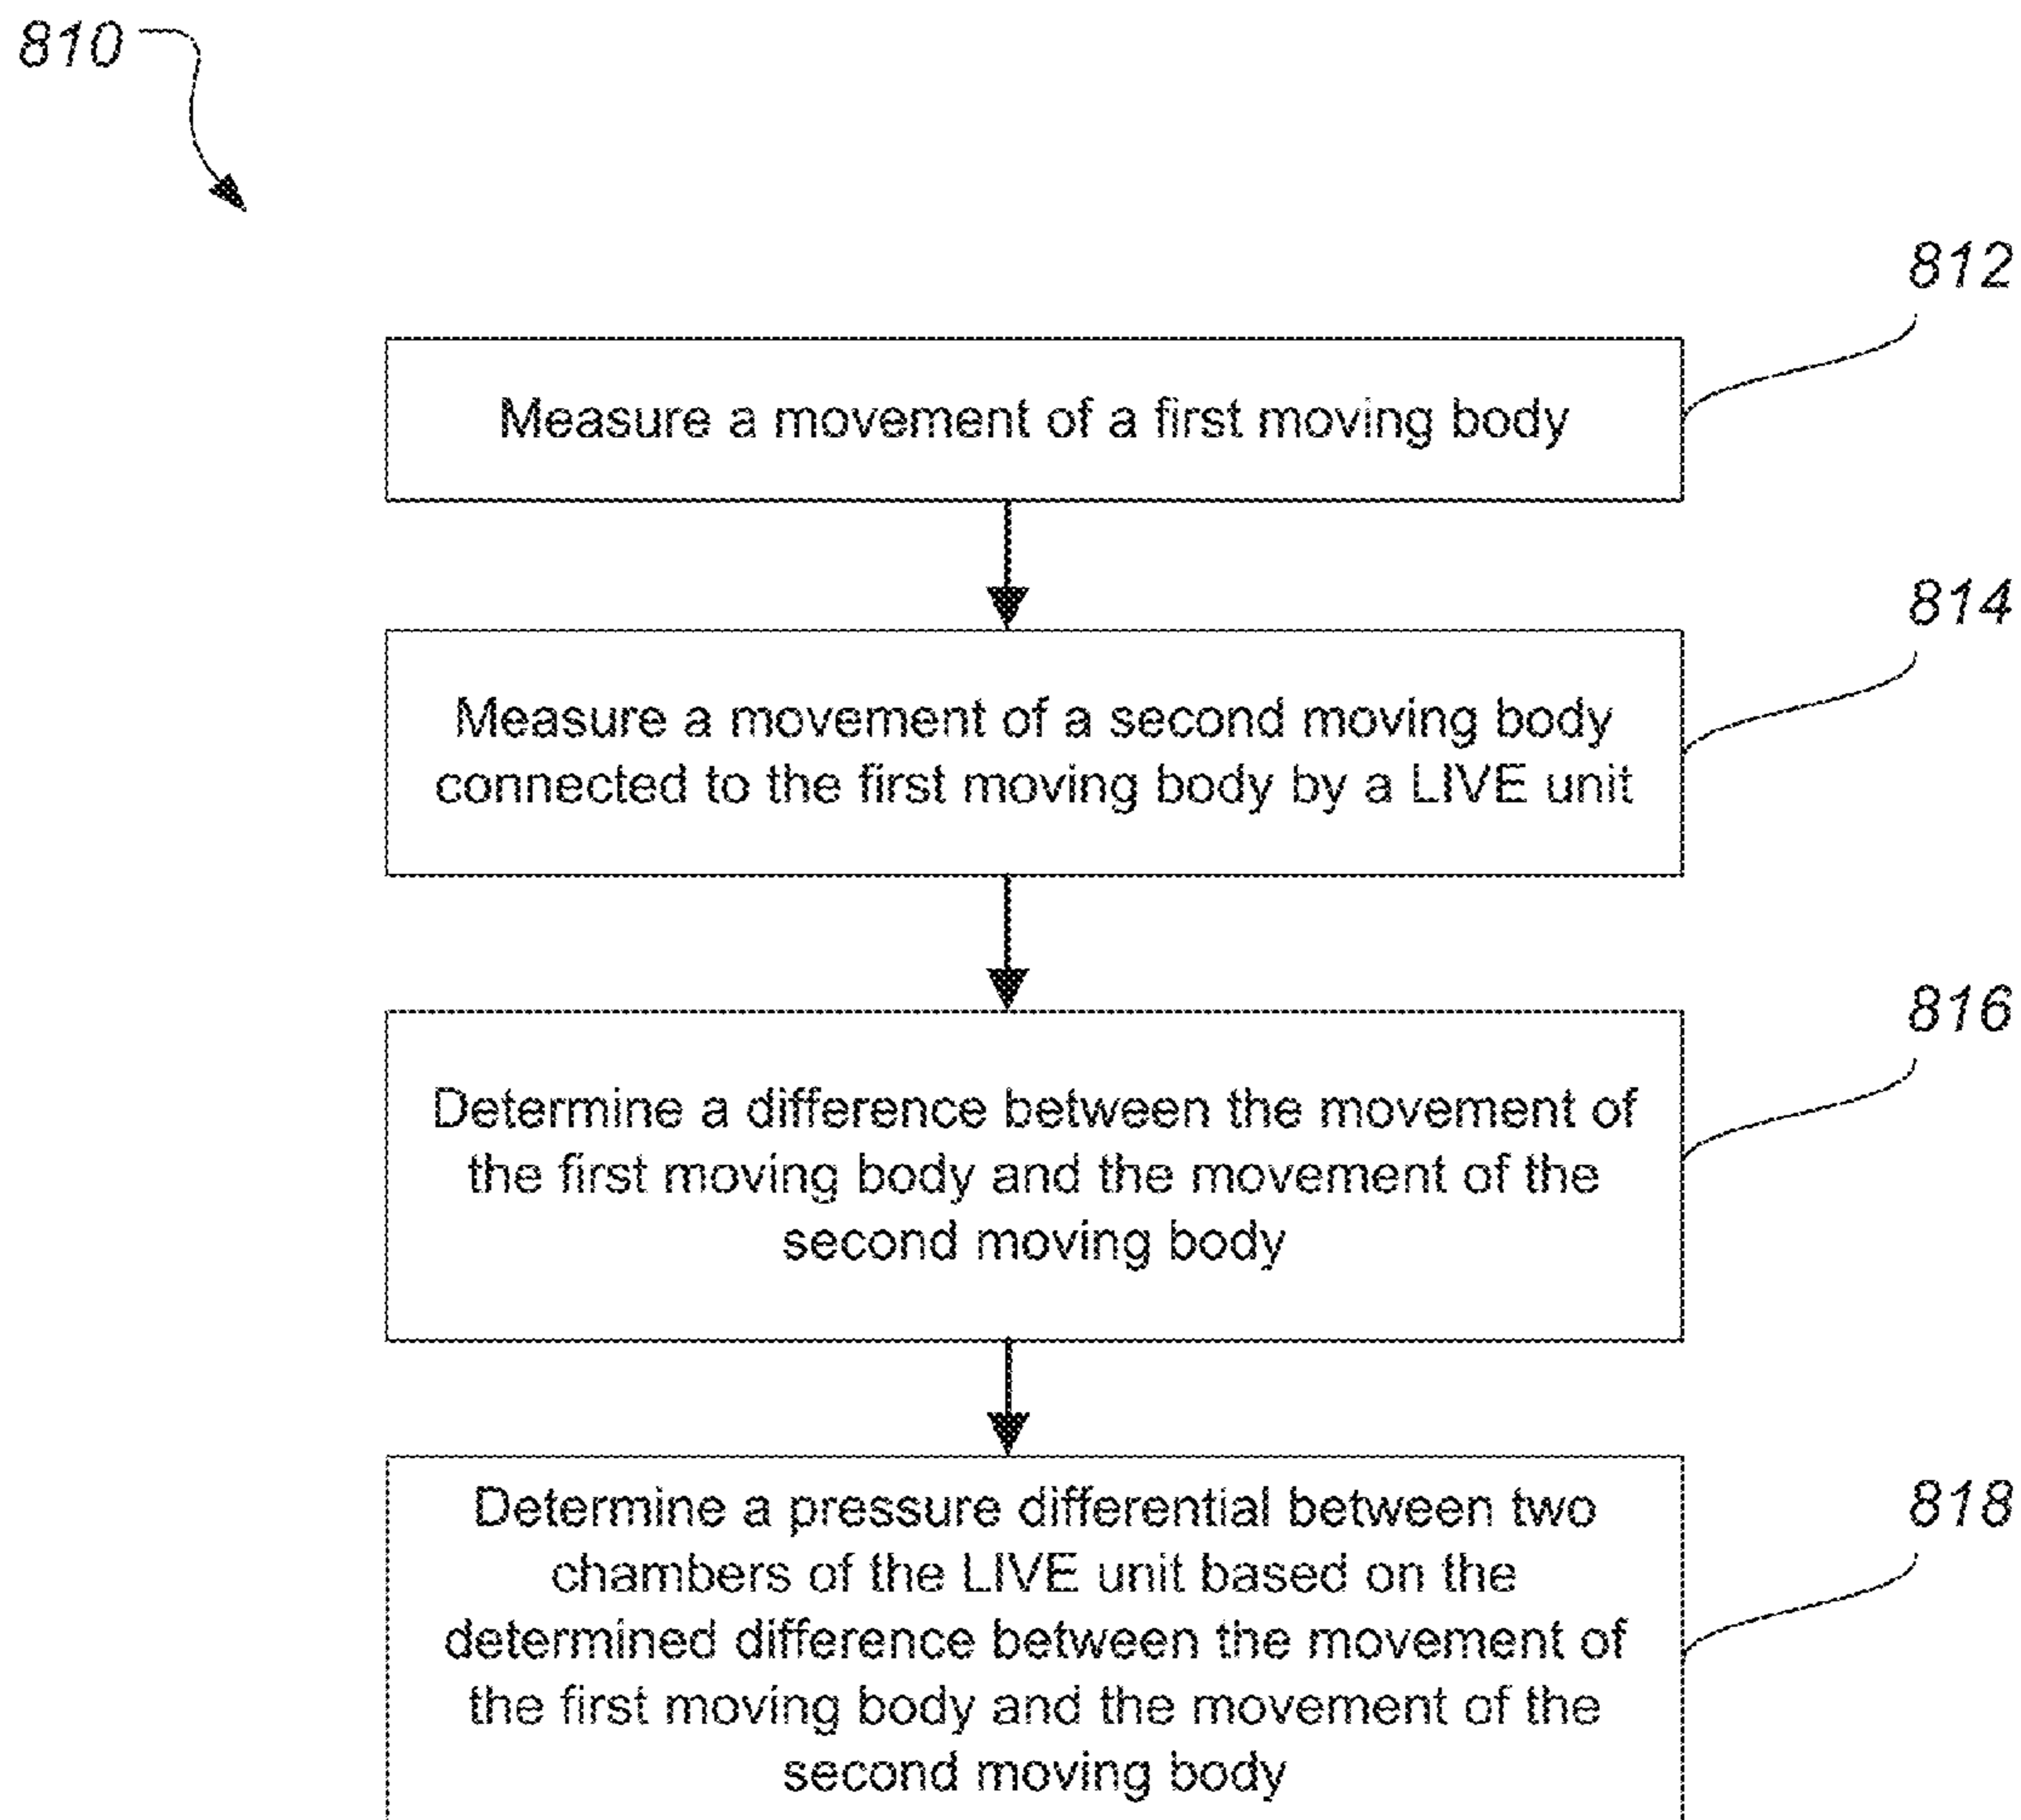 810
812
Measure a movement of a first moving body
814
Measure a movement of a second moving body
connected to the first moving body by a LIVE unit
816
Determine a difference between the movement of
the first moving body and the movement of the
second moving body
818
Determine a pressure differential between two
chambers of the LIVE unit based on the
determined difference between the movement of
the first moving body and the movement of the
second moving body